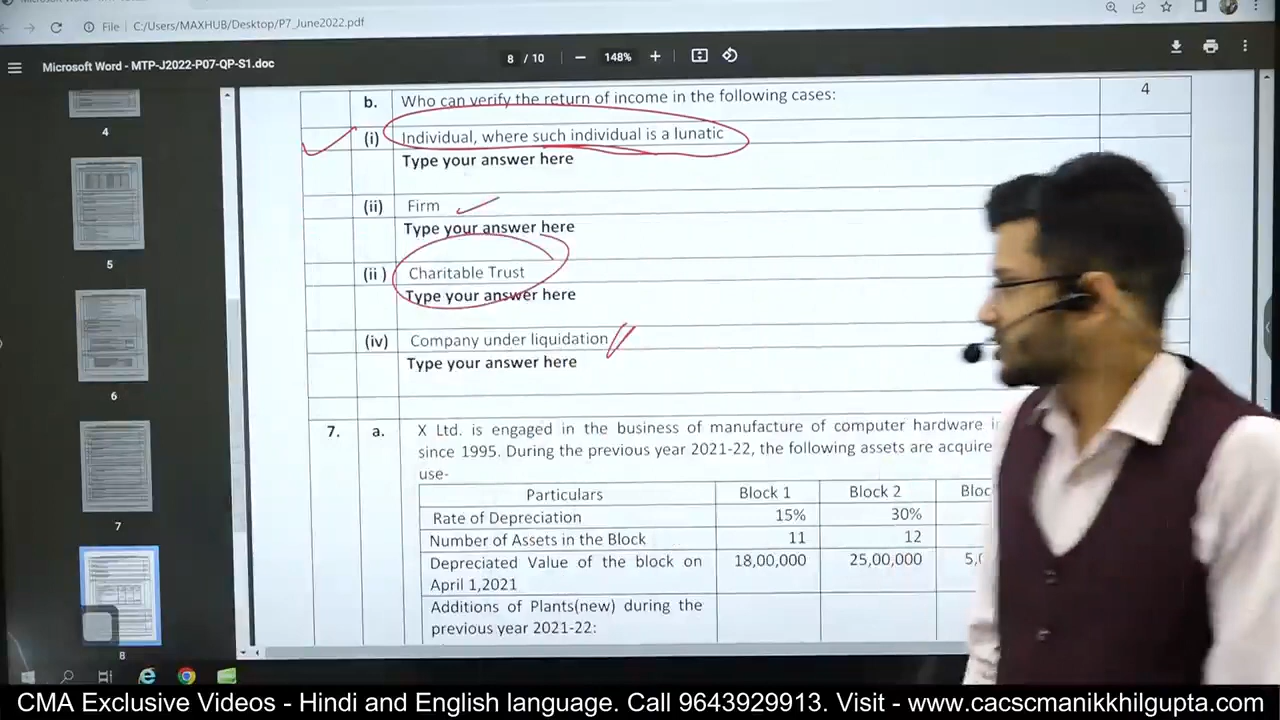 File | C:/Users/MAXHUB/Desktop/P7_June2022.pdf
Microsoft Word - MTP-J2022-P07-QP-S1.doc
8 / 10 − 148% +
4
5
6
7
8
b. Who can verify the return of income in the following cases: 4
(i) Individual, where such individual is a lunatic
Type your answer here
(ii) Firm
Type your answer here
(ii ) Charitable Trust
Type your answer here
(iv) Company under liquidation
Type your answer here
7. a. X Ltd. is engaged in the business of manufacture of computer hardware
since 1995. During the previous year 2021-22, the following assets are
use-
Particulars Block 1 Block 2
Rate of Depreciation 15% 30%
Number of Assets in the Block 11 12
Depreciated Value of the block on 18,00,000 25,00,000
April 1,2021
Additions of Plants(new) during the
previous year 2021-22:
CMA Exclusive Videos - Hindi and English language. Call 9643929913. Visit - www.cacscmanikkhilgupta.com